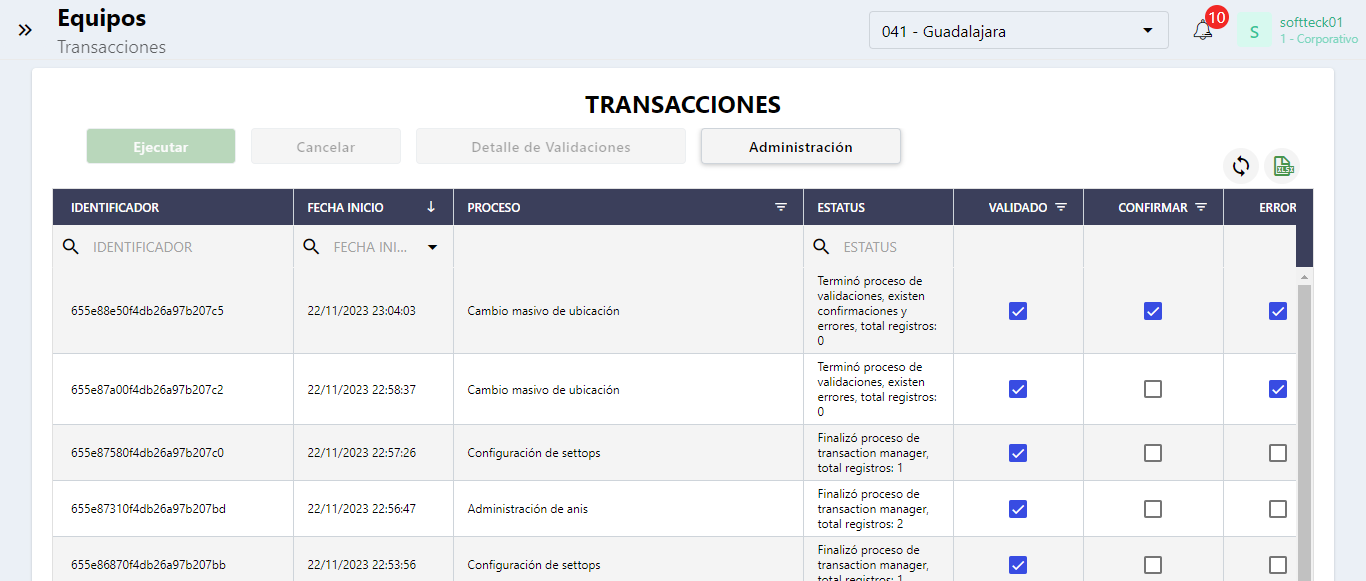 Equipos
Transacciones
041 - Guadalajara
10
S
softteck01
1 - Corporativo
TRANSACCIONES
Ejecutar
Cancelar
Detalle de Validaciones
Administración
XLSX
IDENTIFICADOR
FECHA INICIO
PROCESO
ESTATUS
VALIDADO
CONFIRMAR
ERROR
IDENTIFICADOR
FECHA INI...
ESTATUS
655e88e50f4db26a97b207c5
22/11/2023 23:04:03
Cambio masivo de ubicación
Terminó proceso de
validaciones, existen
confirmaciones y
errores, total registros:
0
655e87a00f4db26a97b207c2
22/11/2023 22:58:37
Cambio masivo de ubicación
Terminó proceso de
validaciones, existen
errores, total registros:
0
655e87580f4db26a97b207c0
22/11/2023 22:57:26
Configuración de settops
Finalizó proceso de
transaction manager,
total registros: 1
655e87310f4db26a97b207bd
22/11/2023 22:56:47
Administración de anis
Finalizó proceso de
transaction manager,
total registros: 2
655e86870f4db26a97b207bb
22/11/2023 22:53:56
Configuración de settops
Finalizó proceso de
transaction manager,
total registros: 1